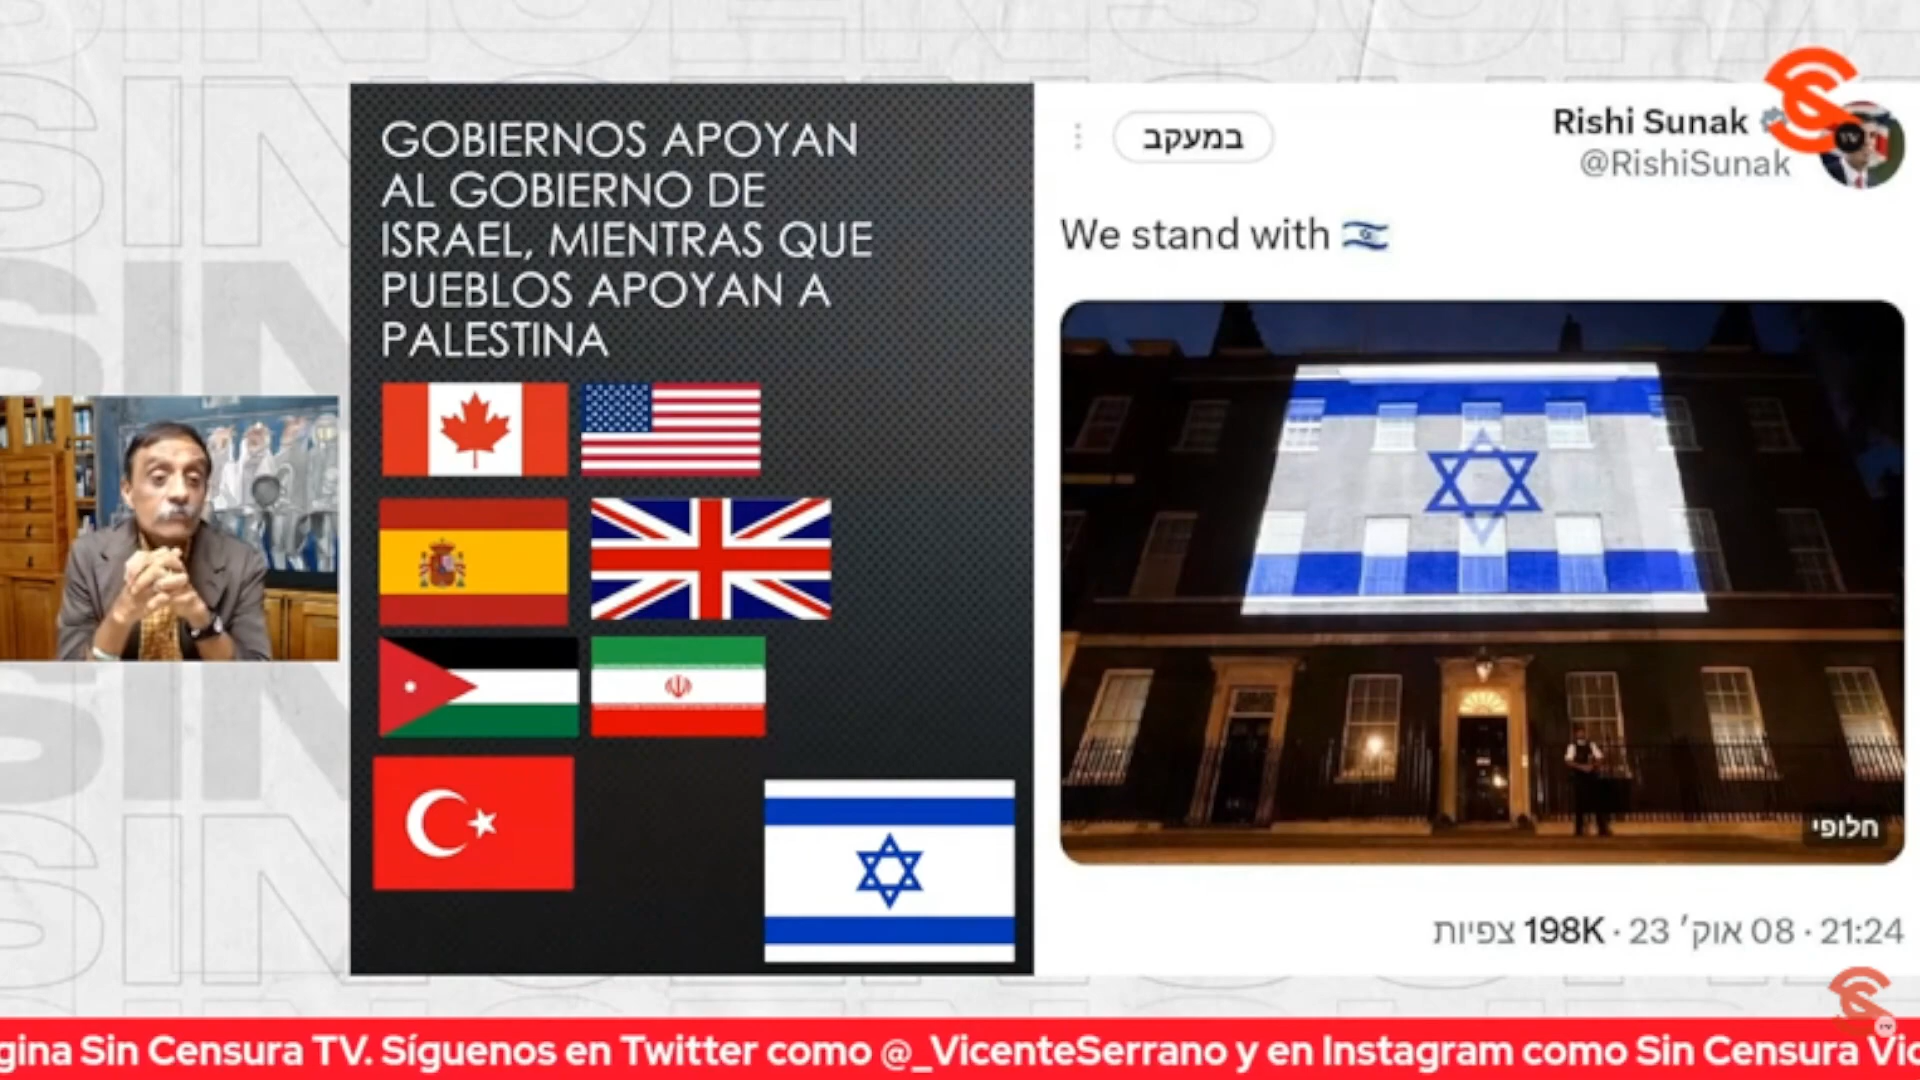 GOBIERNOS APOYAN
AL GOBIERNO DE
ISRAEL, MIENTRAS QUE
PUEBLOS APOYAN A
PALESTINA
במעקב
Rishi Sunak
@RishiSunak
We stand with
חלופי
21:24 · 08 אוק׳ 23 · 198K צפיות
gina Sin Censura TV. Síguenos en Twitter como @_VicenteSerrano y en Instagram como Sin Censura Vic